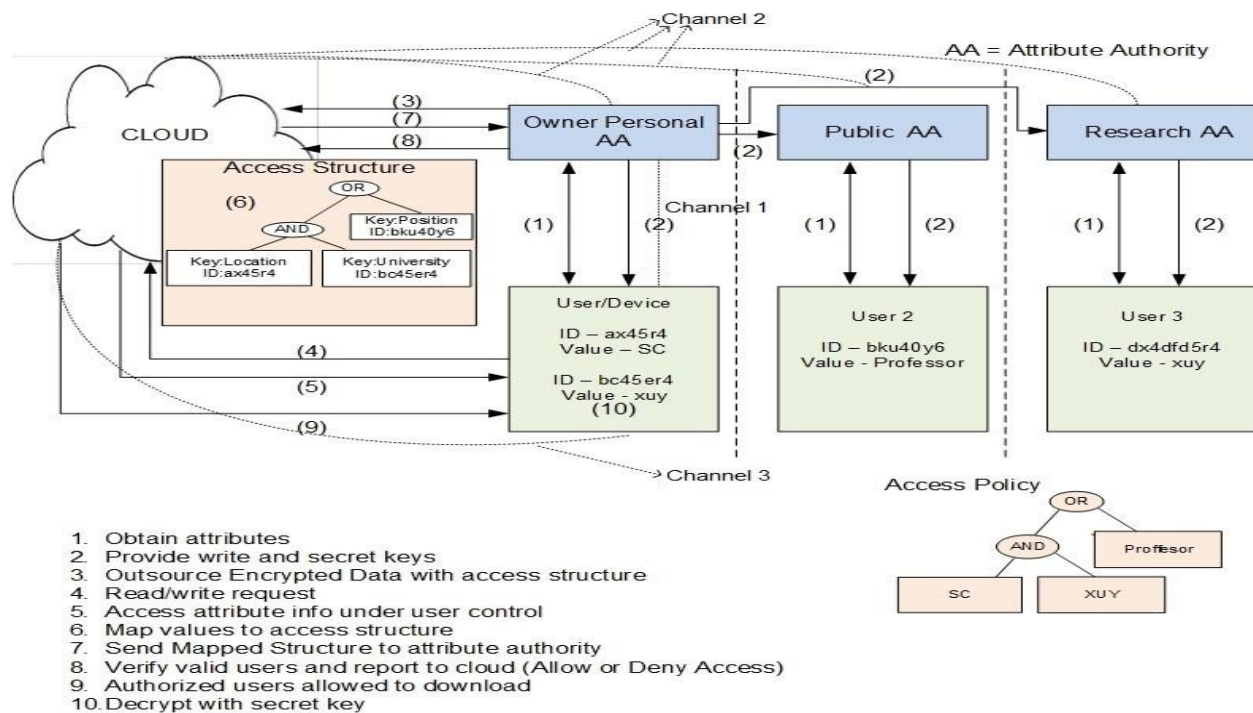 Channel 2
AA = Attribute Authority
(2)
(3)
(7)
(8)
CLOUD
Owner Personal
AA
(2)
Public AA
Research AA
Access Structure
OR
(6)
AND
Key:Position
ID:bku40y6
Key:Location
ID:ax45r4
Key:University
ID:bc45er4
Channel 1
(1)
(2)
(1)
(2)
(1)
(2)
User/Device
ID – ax45r4
Value – SC
ID – bc45er4
Value - xuy
(10)
User 2
ID – bku40y6
Value - Professor
User 3
ID – dx4dfd5r4
Value - xuy
(4)
(5)
(9)
Channel 3
Access Policy
OR
AND
Proffesor
SC
XUY
1. Obtain attributes
2. Provide write and secret keys
3. Outsource Encrypted Data with access structure
4. Read/write request
5. Access attribute info under user control
6. Map values to access structure
7. Send Mapped Structure to attribute authority
8. Verify valid users and report to cloud (Allow or Deny Access)
9. Authorized users allowed to download
10. Decrypt with secret key